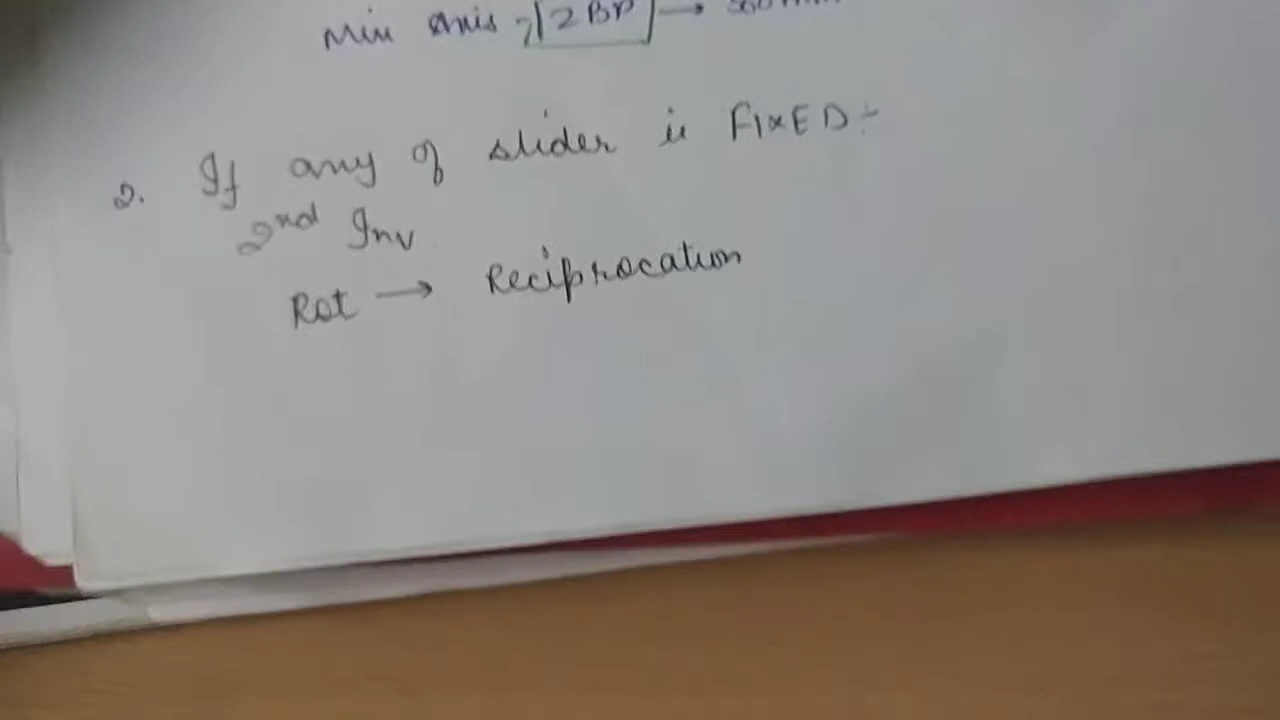 Min axis → 2BP →
2. If any of slider is FIXED:-
2nd Inv
Rot → Reciprocation